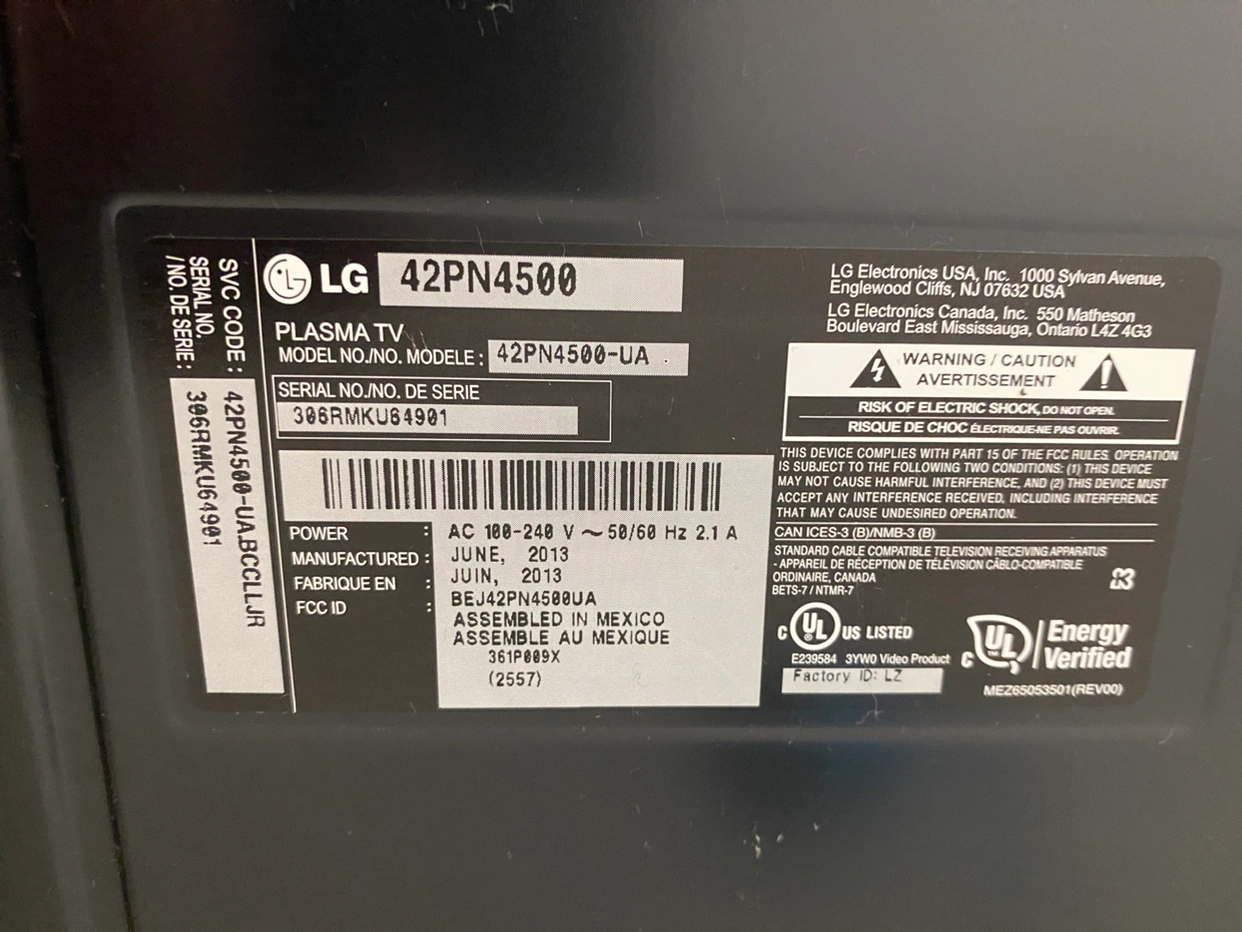 SVC CODE : 42PN4500-UA.BCCLLJR
SERIAL NO. 306RMKU64901
/ NO. DE SÉRIE :
LG 42PN4500
PLASMA TV
MODEL NO./NO. MODELE : 42PN4500-UA
SERIAL NO./NO. DE SERIE
306RMKU64901
POWER : AC 100-240 V ~ 50/60 Hz 2.1 A
MANUFACTURED : JUNE, 2013
FABRIQUE EN : JUIN, 2013
FCC ID : BEJ42PN4500UA
ASSEMBLED IN MEXICO
ASSEMBLE AU MEXIQUE
361P009X
(2557)
LG Electronics USA, Inc. 1000 Sylvan Avenue,
Englewood Cliffs, NJ 07632 USA
LG Electronics Canada, Inc. 550 Matheson
Boulevard East Mississauga, Ontario L4Z 4G3
WARNING / CAUTION
AVERTISSEMENT
RISK OF ELECTRIC SHOCK, DO NOT OPEN.
RISQUE DE CHOC ÉLECTRIQUE-NE PAS OUVRIR.
THIS DEVICE COMPLIES WITH PART 15 OF THE FCC RULES. OPERATION
IS SUBJECT TO THE FOLLOWING TWO CONDITIONS: (1) THIS DEVICE
MAY NOT CAUSE HARMFUL INTERFERENCE, AND (2) THIS DEVICE MUST
ACCEPT ANY INTERFERENCE RECEIVED, INCLUDING INTERFERENCE
THAT MAY CAUSE UNDESIRED OPERATION.
CAN ICES-3 (B)/NMB-3 (B)
STANDARD CABLE COMPATIBLE TELEVISION RECEIVING APPARATUS
- APPAREIL DE RÉCEPTION DE TÉLÉVISION CÂBLO-COMPATIBLE
ORDINAIRE, CANADA
BETS-7 / NTMR-7
C UL US LISTED
E239584 3YW0 Video Product
Factory ID: LZ
C UL Energy
Verified
MEZ65053501(REV00)